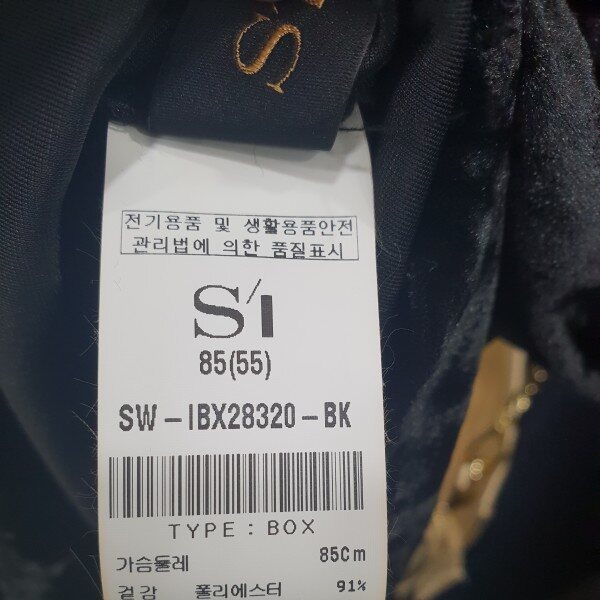 S
전기용품 및 생활용품안전
관리법에 의한 품질표시
S/I
85(55)
SW-IBX28320-BK
TYPE : BOX
가슴둘레 85Cm
겉감 폴리에스터 91%